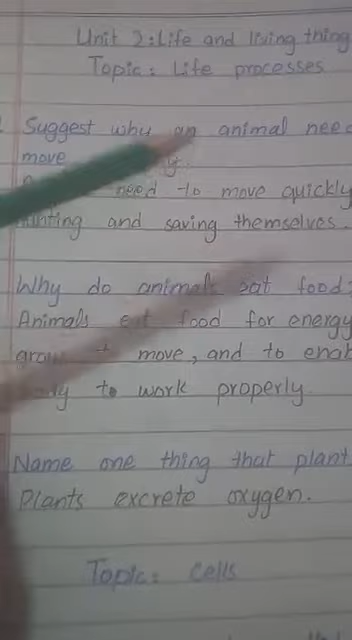 Unit 2: Life and living thing
Topic: Life processes
Suggest why an animal need
move
need to move quickly
hunting and saving themselves.
Why do animals eat food?
Animals eat food for energy
to move, and to
to work properly.
Name one thing that plant
Plants excrete oxygen.
Topic: Cells